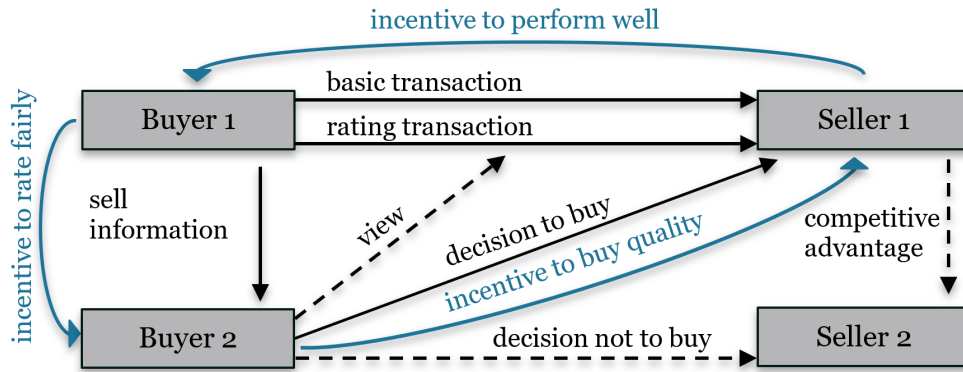 incentive to perform well
basic transaction
Buyer 1
Seller 1
rating transaction
incentive to rate fairly
sell
information
view
decision to buy
incentive to buy quality
competitive
advantage
Buyer 2
decision not to buy
Seller 2